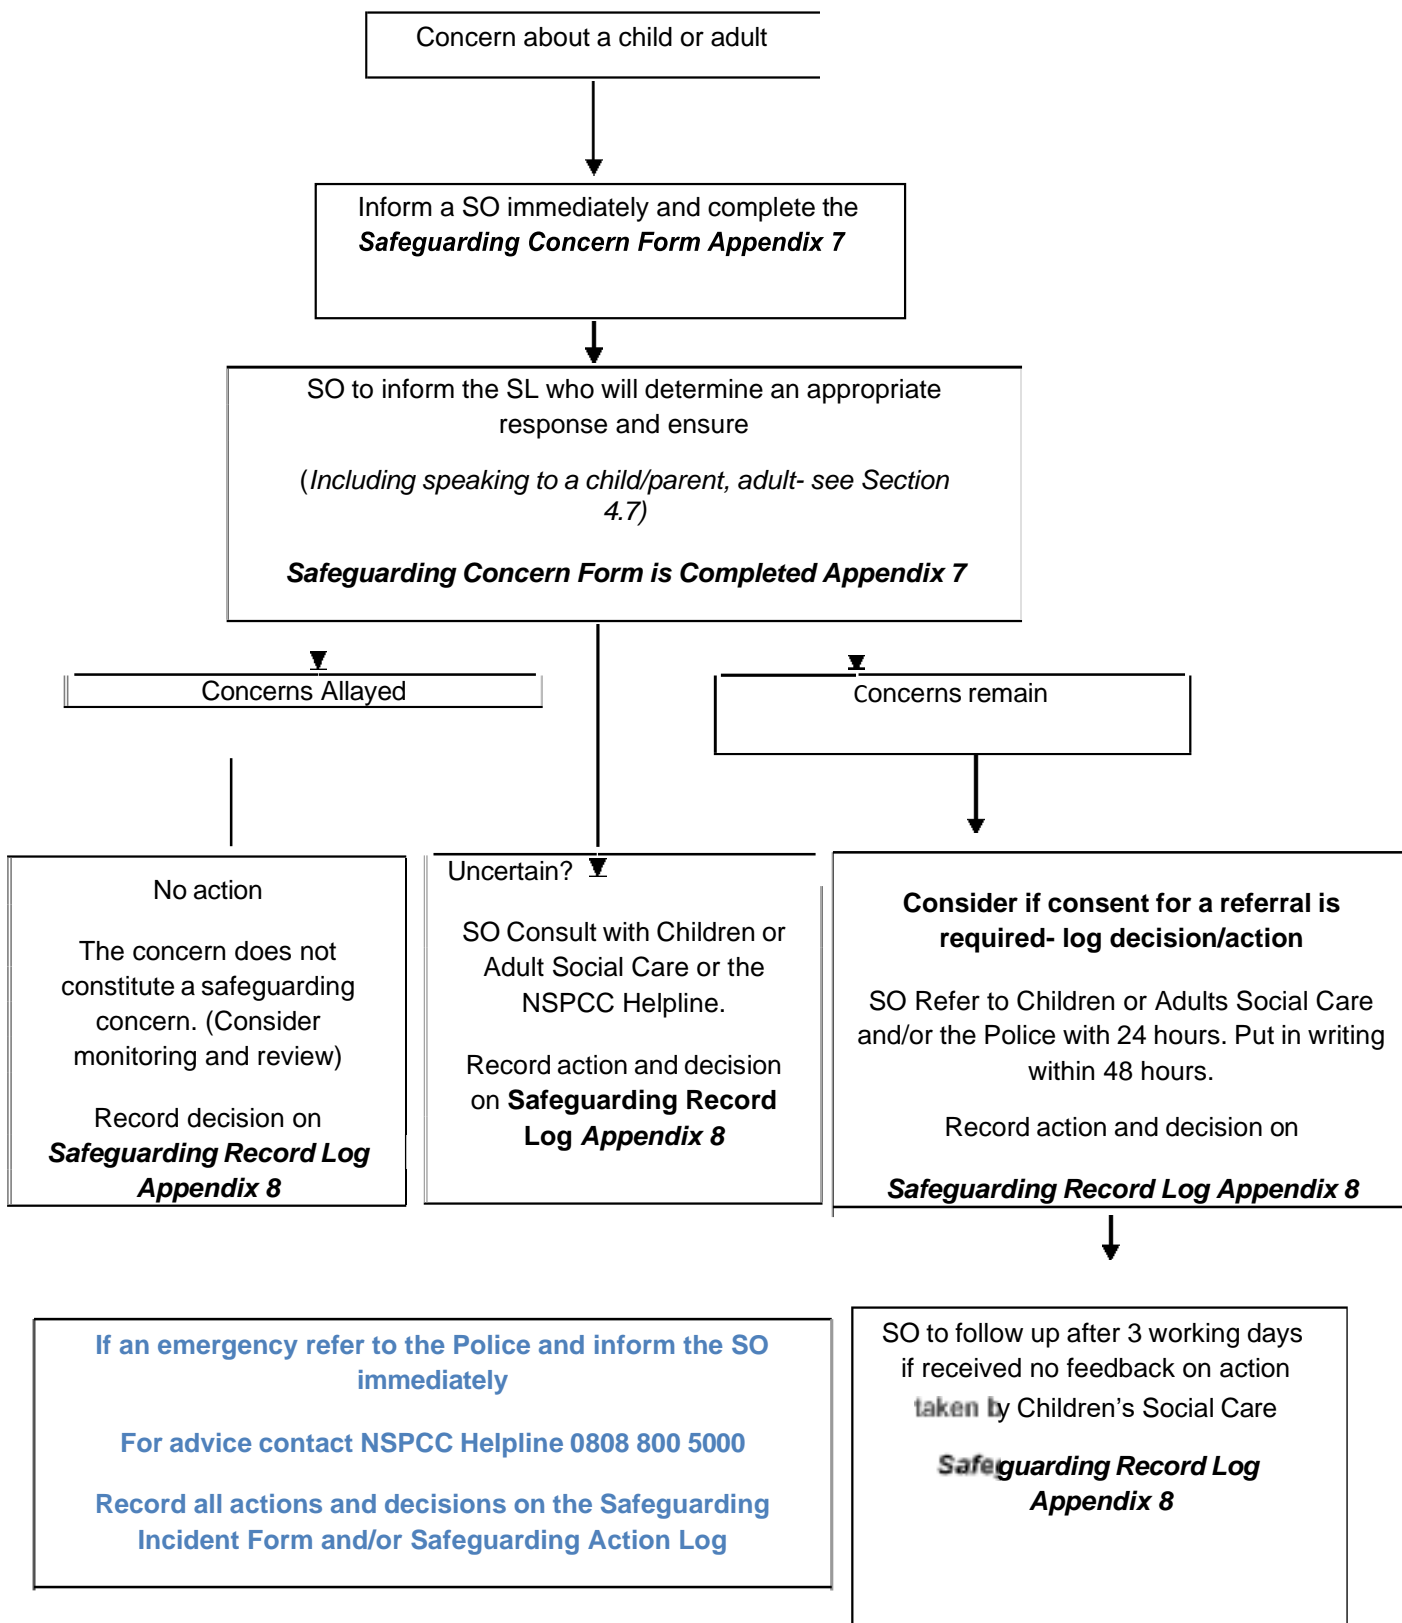 Concern about a child or adult
Inform a SO immediately and complete the
Safeguarding Concern Form Appendix 7
SO to inform the SL who will determine an appropriate
response and ensure
(Including speaking to a child/parent, adult- see Section
4.7)
Safeguarding Concern Form is Completed Appendix 7
Concerns Allayed
Concerns remain
No action
The concern does not
constitute a safeguarding
concern. (Consider
monitoring and review)
Record decision on
Safeguarding Record Log
Appendix 8
Uncertain?
SO Consult with Children or
Adult Social Care or the
NSPCC Helpline.
Record action and decision
on Safeguarding Record
Log Appendix 8
Consider if consent for a referral is
required- log decision/action
SO Refer to Children or Adults Social Care
and/or the Police with 24 hours. Put in writing
within 48 hours.
Record action and decision on
Safeguarding Record Log Appendix 8
If an emergency refer to the Police and inform the SO
immediately
For advice contact NSPCC Helpline 0808 800 5000
Record all actions and decisions on the Safeguarding
Incident Form and/or Safeguarding Action Log
SO to follow up after 3 working days
if received no feedback on action
taken by Children’s Social Care
Safeguarding Record Log
Appendix 8